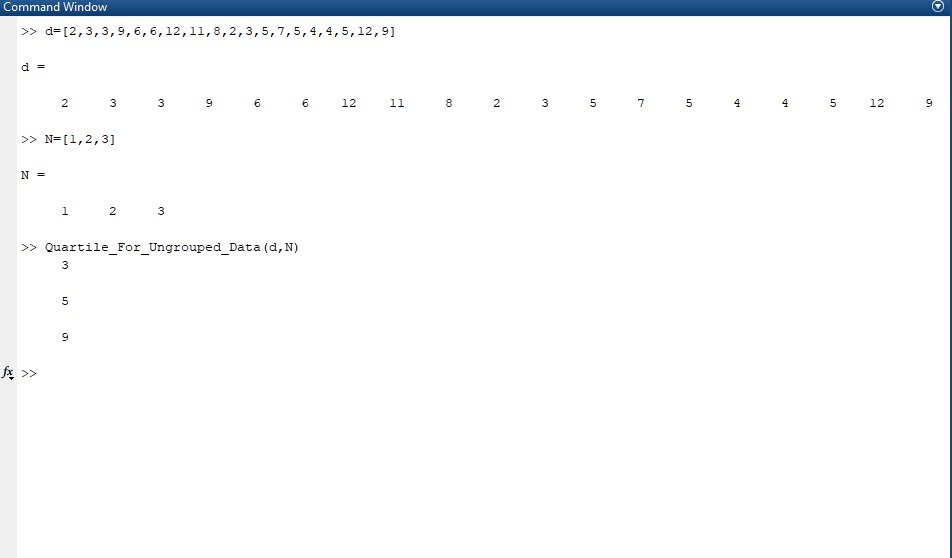 Command Window
>> d=[2,3,3,9,6,6,12,11,8,2,3,5,7,5,4,4,5,12,9]
d =
2 3 3 9 6 6 12 11 8 2 3 5 7 5 4 4 5 12 9
>> N=[1,2,3]
N =
1 2 3
>> Quartile_For_Ungrouped_Data(d,N)
3
5
9
fx >>